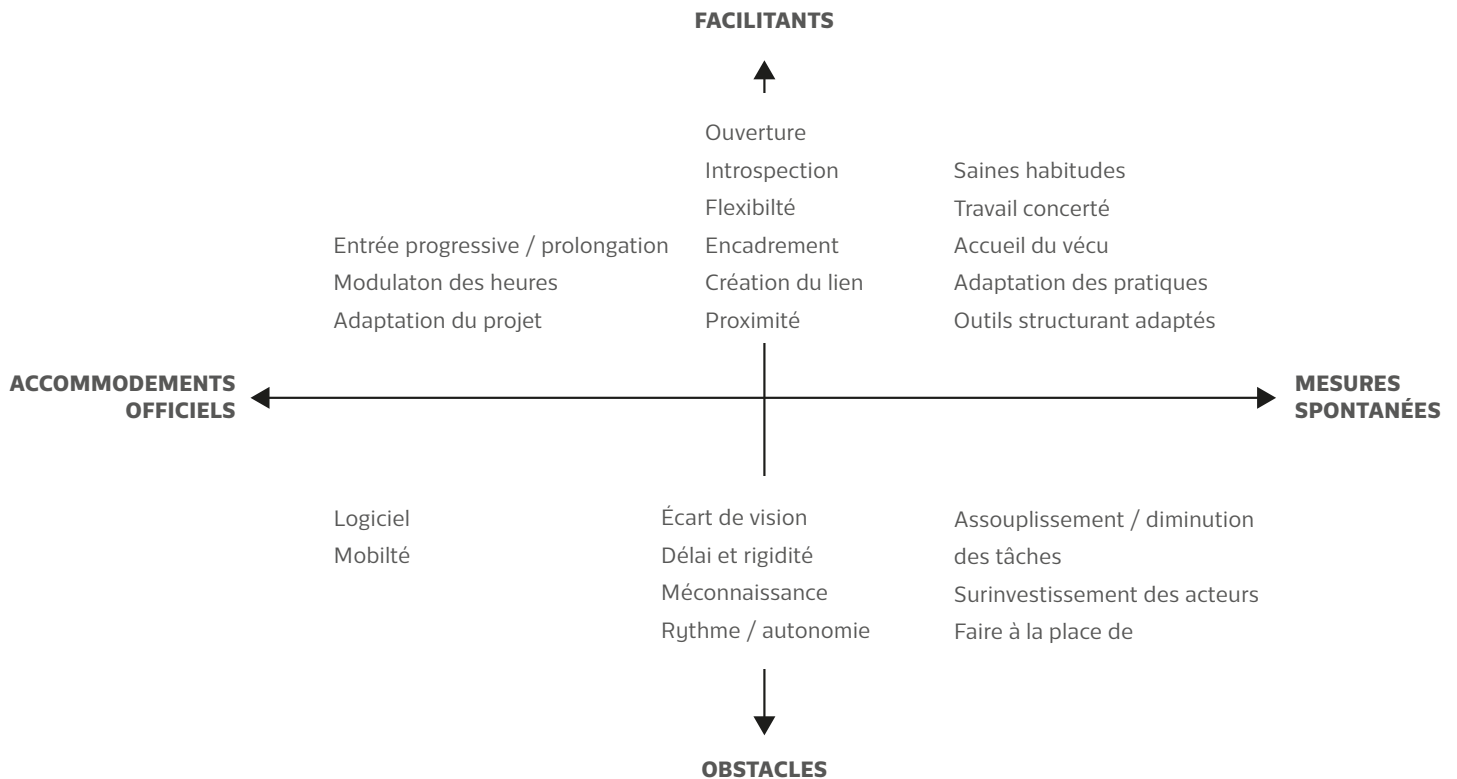 FACILITANTS
Ouverture
Introspection
Flexibilté
Encadrement
Création du lien
Proximité
Saines habitudes
Travail concerté
Accueil du vécu
Adaptation des pratiques
Outils structurant adaptés
Entrée progressive / prolongation
Modulaton des heures
Adaptation du projet
ACCOMMODEMENTS
OFFICIELS
MESURES
SPONTANÉES
Logiciel
Mobilté
Écart de vision
Délai et rigidité
Méconnaissance
Rythme / autonomie
Assouplissement / diminution
des tâches
Surinvestissement des acteurs
Faire à la place de
OBSTACLES